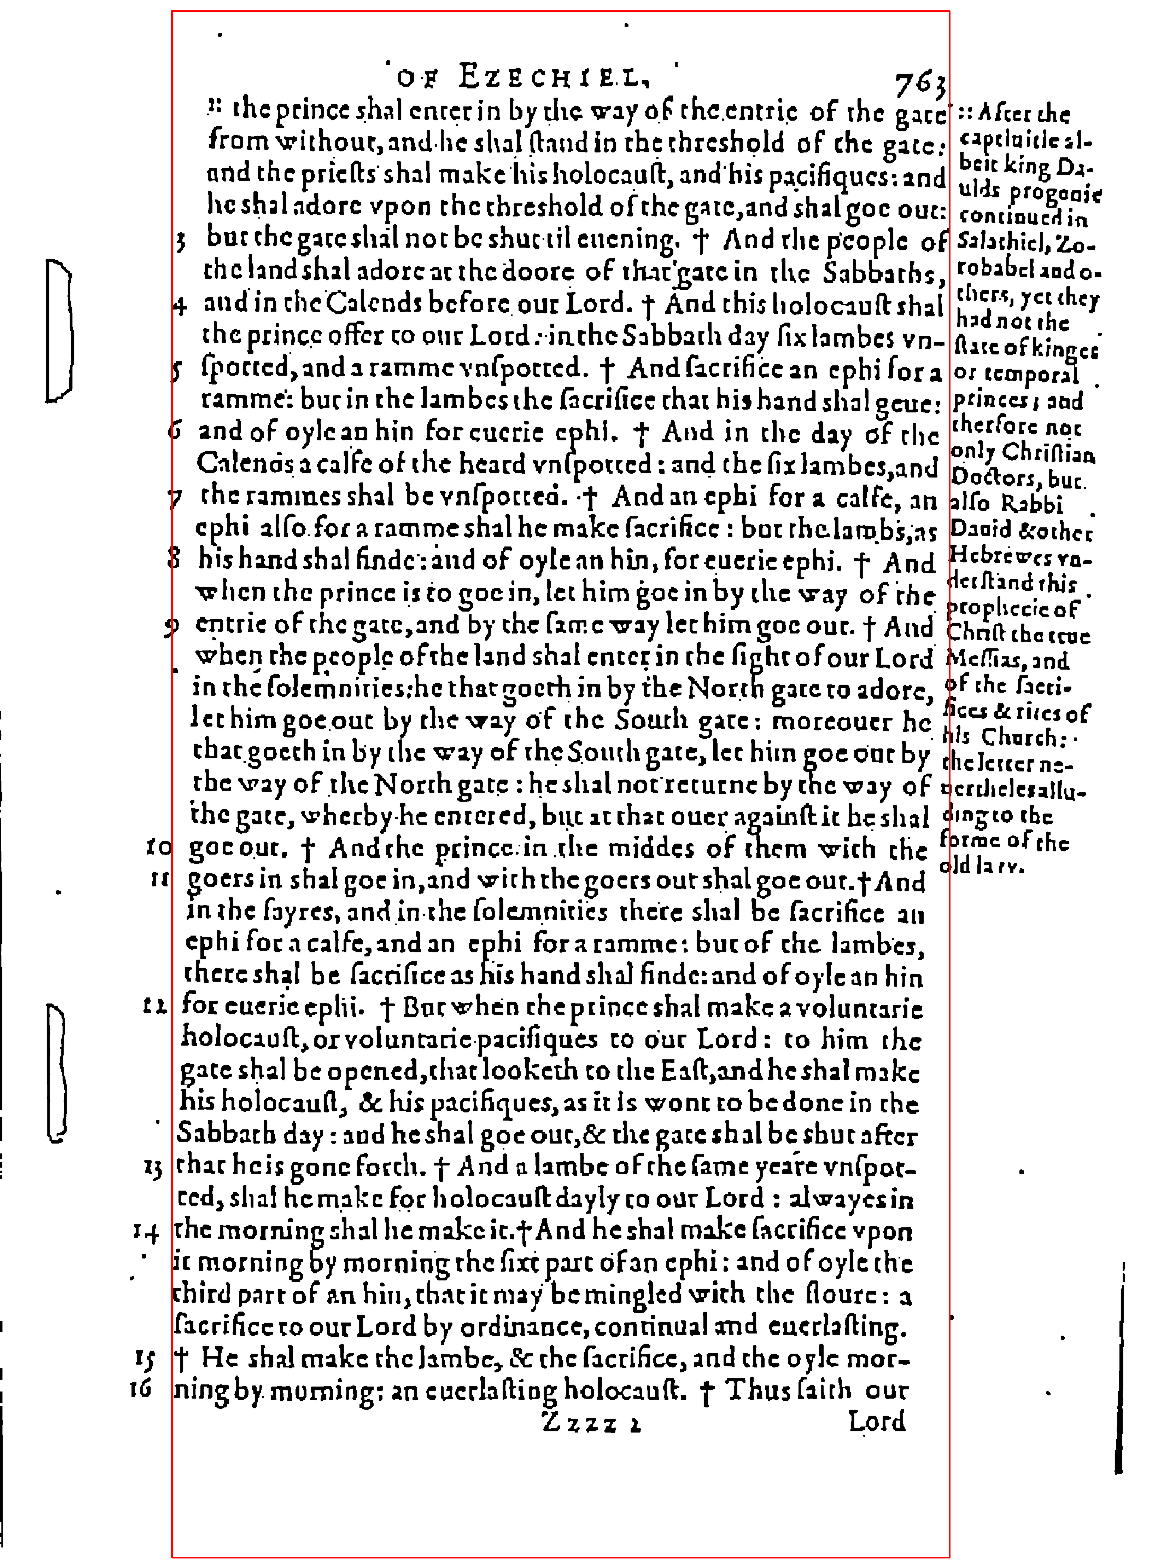 OF EZECHIEL,
763
:: the prince shal enter in by the way of the entrie of the gate
from without, and he shal ſtand in the threshold of the gate:
and the prieſts shal make his holocauſt, and his pacifiques: and
he shal adore vpon the threshold of the gate, and shal goe out:
3 but the gate shal not be shut til euening. † And the people of
the land shal adore at the doore of that gate in the Sabbaths,
4 and in the Calends before our Lord. † And this holocauſt shal
the prince offer to our Lord: in the Sabbath day ſix lambes vn-
5 ſpotted, and a ramme vnſpotted. † And ſacrifice an ephi for a
ramme: but in the lambes the ſacrifice that his hand shal geue:
6 and of oyle an hin for euerie ephi. † And in the day of the
Calends a calfe of the heard vnſpotted: and the ſix lambes, and
7 the rammes shal be vnſpotted. † And an ephi for a calfe, an
ephi alſo for a ramme shal he make ſacrifice: but the lambs, as
8 his hand shal finde: and of oyle an hin, for euerie ephi. † And
when the prince is to goe in, let him goe in by the way of the
9 entrie of the gate, and by the ſame way let him goe out. † And
when the people of the land shal enter in the ſight of our Lord
in the ſolemnities: he that goeth in by the North gate to adore,
let him goe out by the way of the South gate: moreouer he
that goeth in by the way of the South gate, let him goe out by
the way of the North gate: he shal not returne by the way of
the gate, wherby he entered, but at that ouer againſt it he shal
10 goe out. † And the prince in the middes of them with the
11 goers in shal goe in, and with the goers out shal goe out. † And
in the fayres, and in the ſolemnities there shal be ſacrifice an
ephi for a calfe, and an ephi for a ramme: but of the lambes,
there shal be ſacrifice as his hand shal finde: and of oyle an hin
12 for euerie ephi. † But when the prince shal make a voluntarie
holocauſt, or voluntarie pacifiques to our Lord: to him the
gate shal be opened, that looketh to the Eaſt, and he shal make
his holocauſt, & his pacifiques, as it is wont to be done in the
Sabbath day: and he shal goe out, & the gate shal be shut after
13 that he is gone forth. † And a lambe of the ſame yeare vnſpot-
ted, shal he make for holocauſt dayly to our Lord: alwayes in
14 the morning shal he make it. † And he shal make ſacrifice vpon
it morning by morning the ſixt part of an ephi: and of oyle the
third part of an hin, that it may be mingled with the floure: a
ſacrifice to our Lord by ordinance, continual and euerlaſting.
15 † He shal make the lambe, & the ſacrifice, and the oyle mor-
16 ning by morning: an euerlaſting holocauſt. † Thus ſaith our
Zzzz 2
Lord
:: After the
captiuitie al-
beit king Da-
uids progenie
continued in
Salathiel, Zo-
robabel and o-
thers, yet they
had not the
ſtate of kinges
or temporal
princes; and
therfore not
only Chriſtian
Doctors, but
alſo Rabbi
Dauid & other
Hebrewes vn-
derſtand this
prophecie of
Chriſt the true
Meſſias, and
of the ſacri-
fices & rites of
his Church:
the letter ne-
uertheles allu-
ding to the
forme of the
old law.